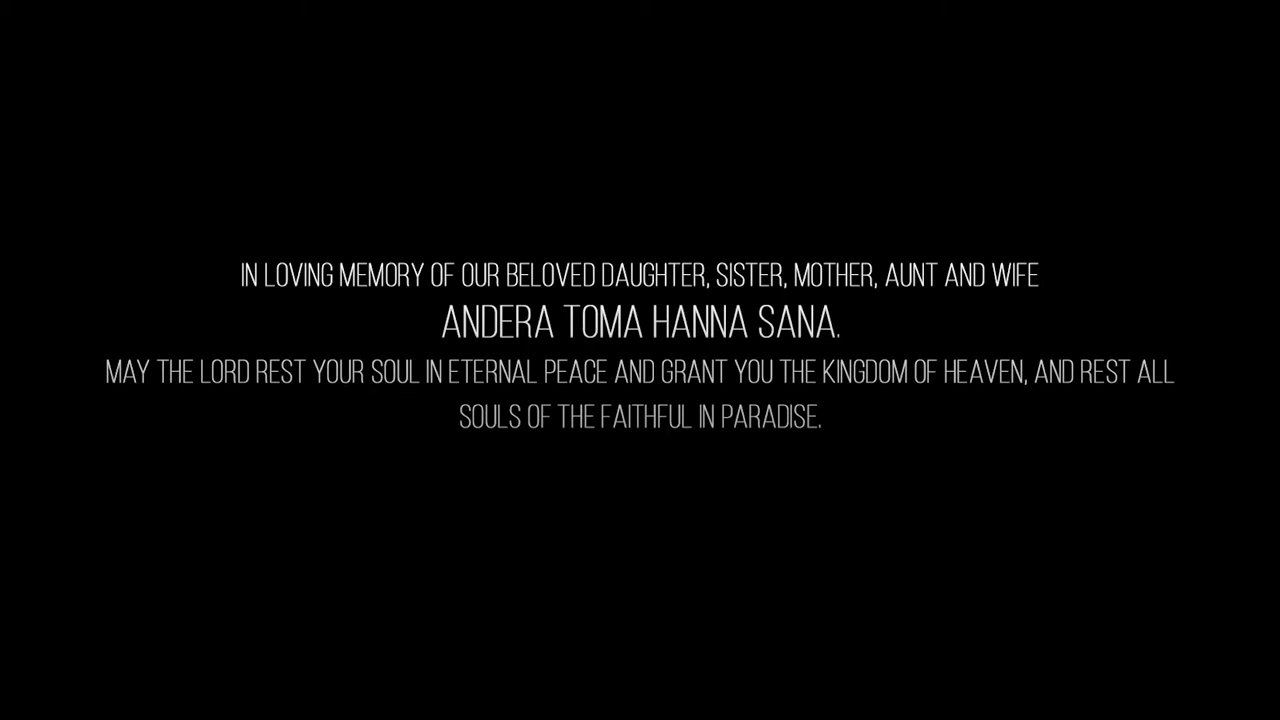 IN LOVING MEMORY OF OUR BELOVED DAUGHTER, SISTER, MOTHER, AUNT AND WIFE
ANDERA TOMA HANNA SANA.
MAY THE LORD REST YOUR SOUL IN ETERNAL PEACE AND GRANT YOU THE KINGDOM OF HEAVEN, AND REST ALL
SOULS OF THE FAITHFUL IN PARADISE.